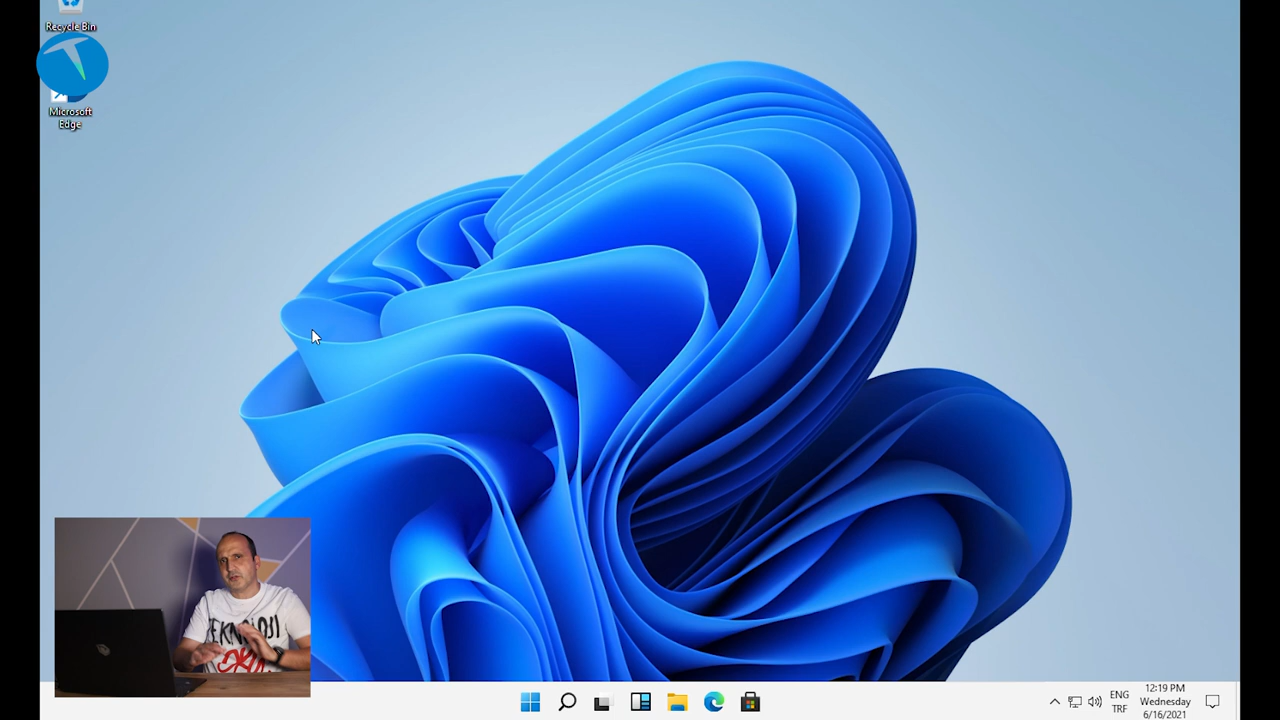 Recycle Bin
Microsoft
Edge
ENG
TRF
12:19 PM
Wednesday
6/16/2021